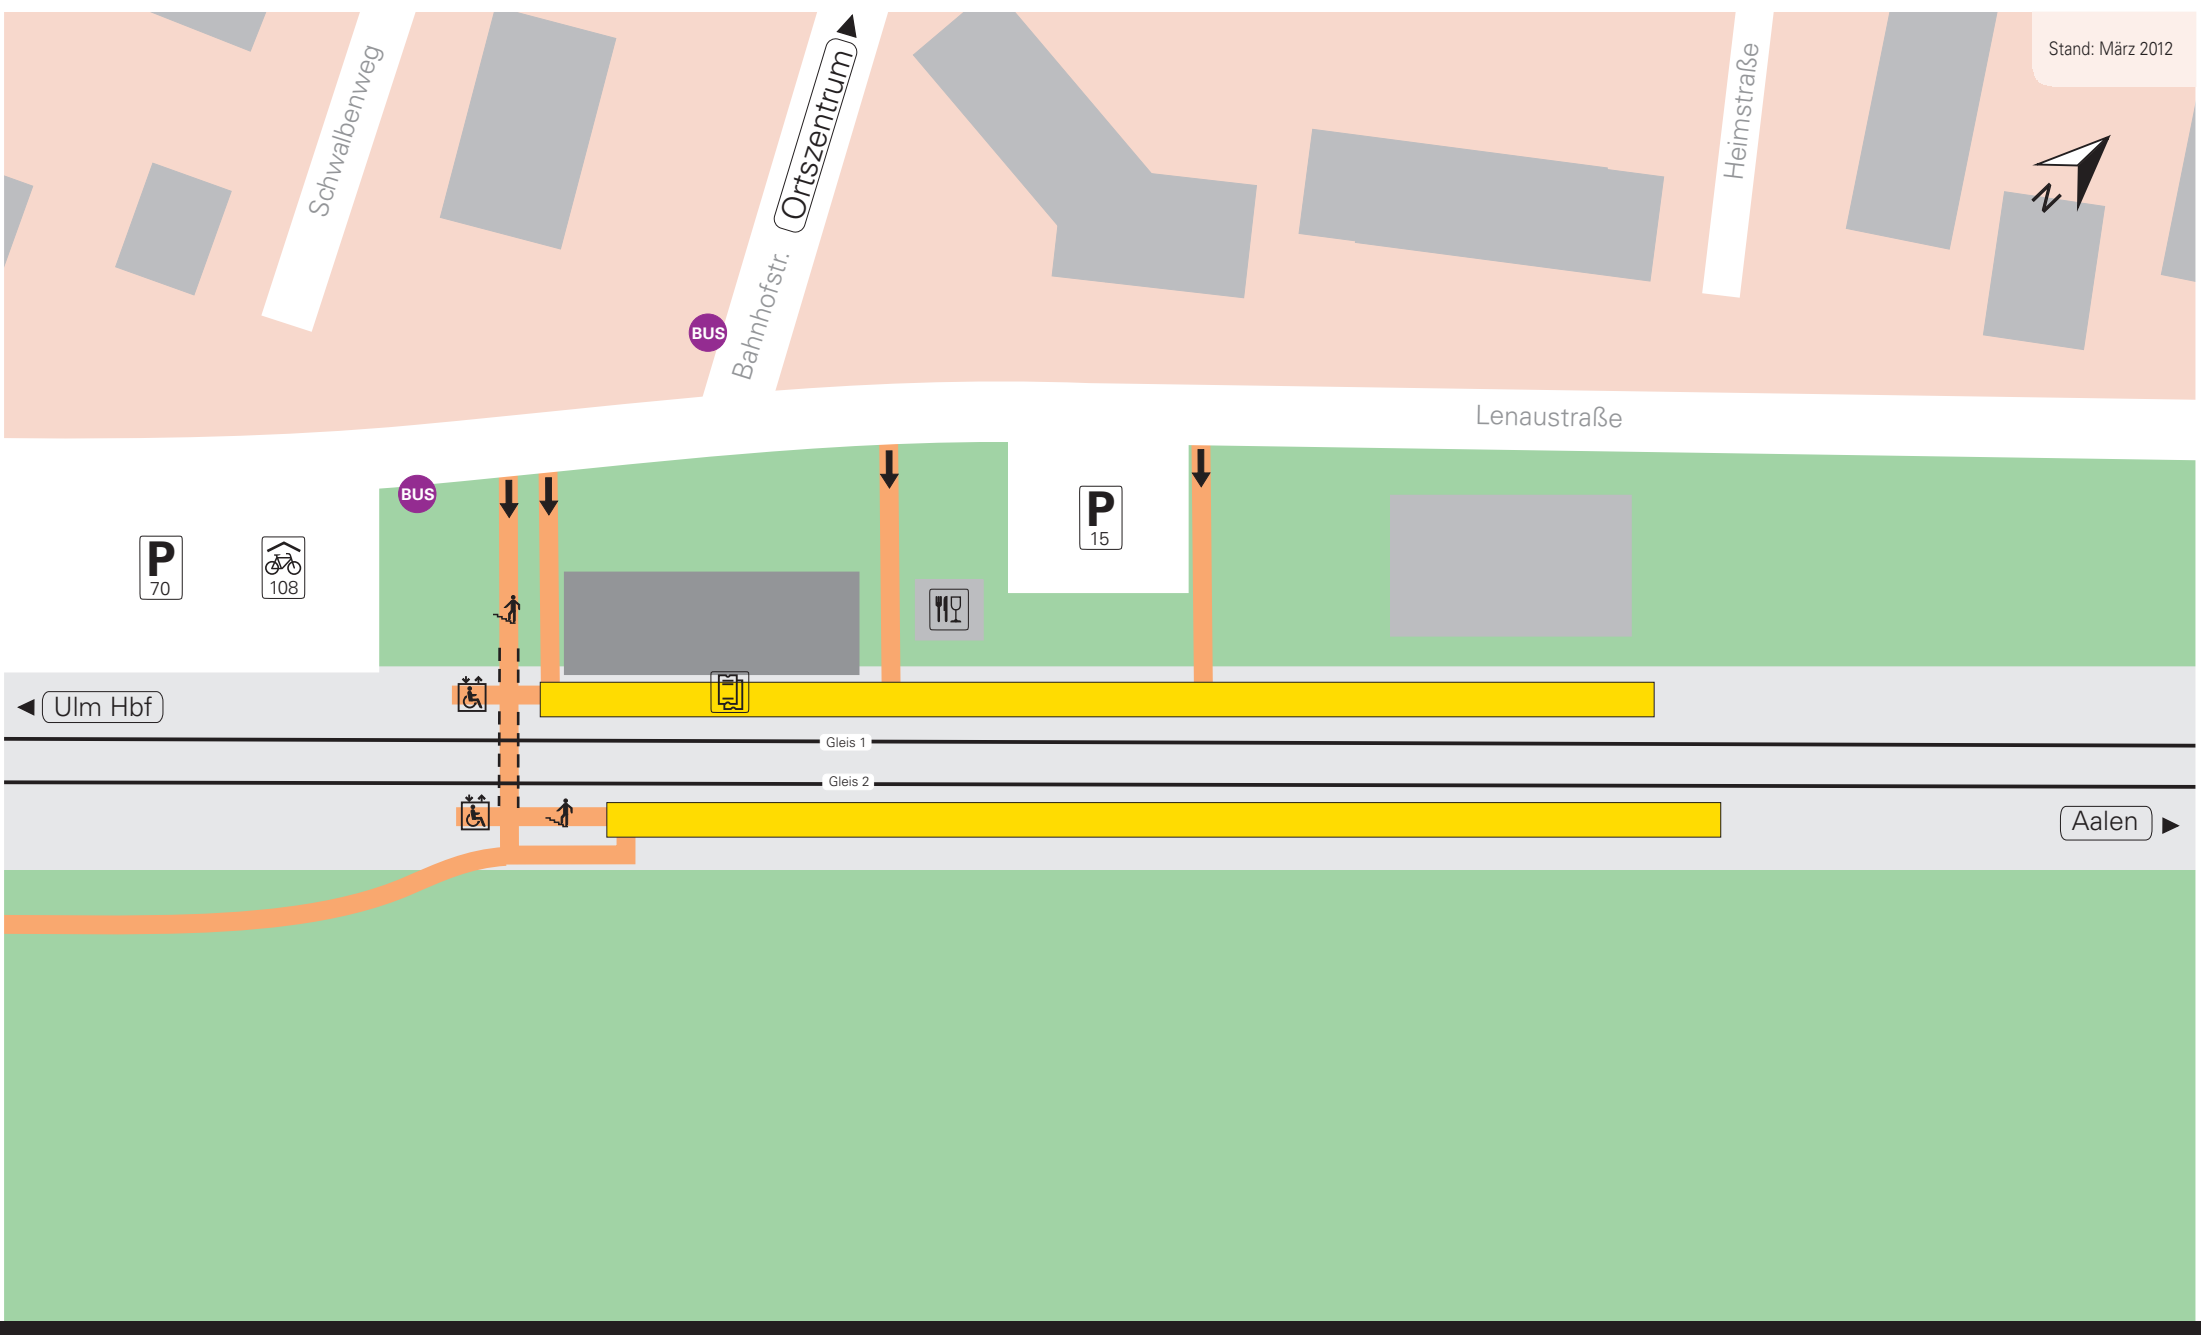 Stand: März 2012
Schwalbenweg
Ortszentrum
Bahnhofstr.
Heimstraße
N
BUS
Lenaustraße
BUS
P
15
P
70
108
Ulm Hbf
Gleis 1
Gleis 2
Aalen